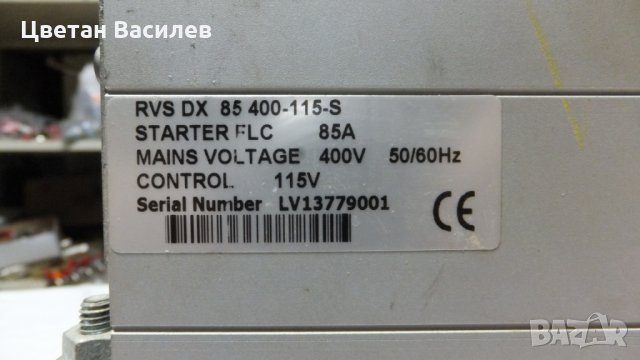 Цветан Василев
RVS DX 85 400-115-S
STARTER FLC 85A
MAINS VOLTAGE 400V 50/60Hz
CONTROL 115V
Serial Number LV13779001
CE
BAZAR